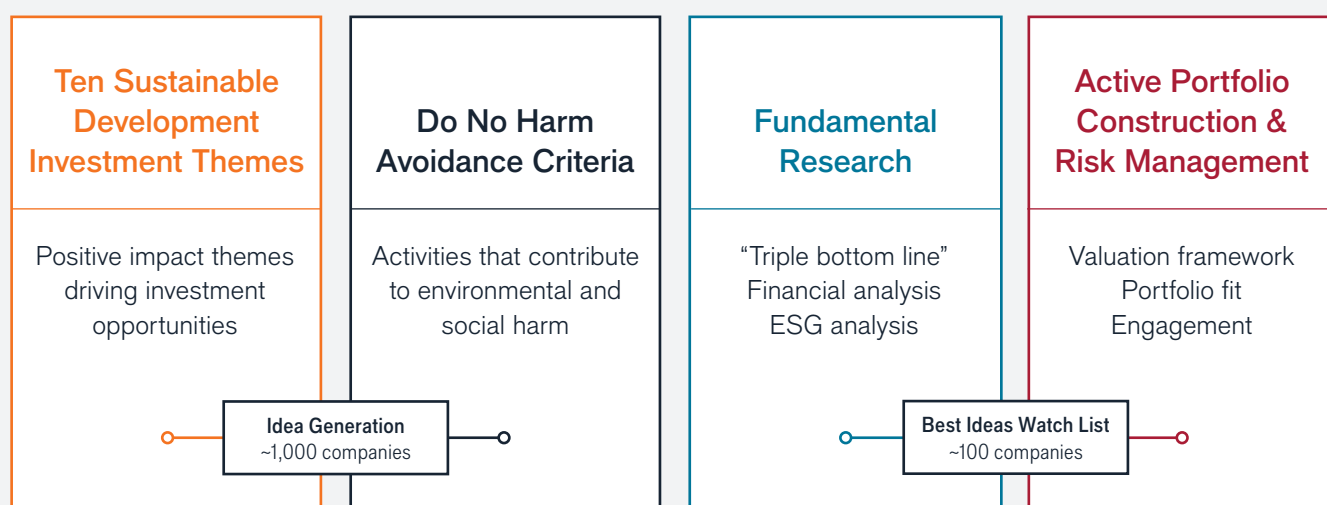 Ten Sustainable
Development
Investment Themes
Positive impact themes
driving investment
opportunities
Do No Harm
Avoidance Criteria
Activities that contribute
to environmental and
social harm
Idea Generation
~1,000 companies
Fundamental
Research
“Triple bottom line”
Financial analysis
ESG analysis
Active Portfolio
Construction &
Risk Management
Valuation framework
Portfolio fit
Engagement
Best Ideas Watch List
~100 companies